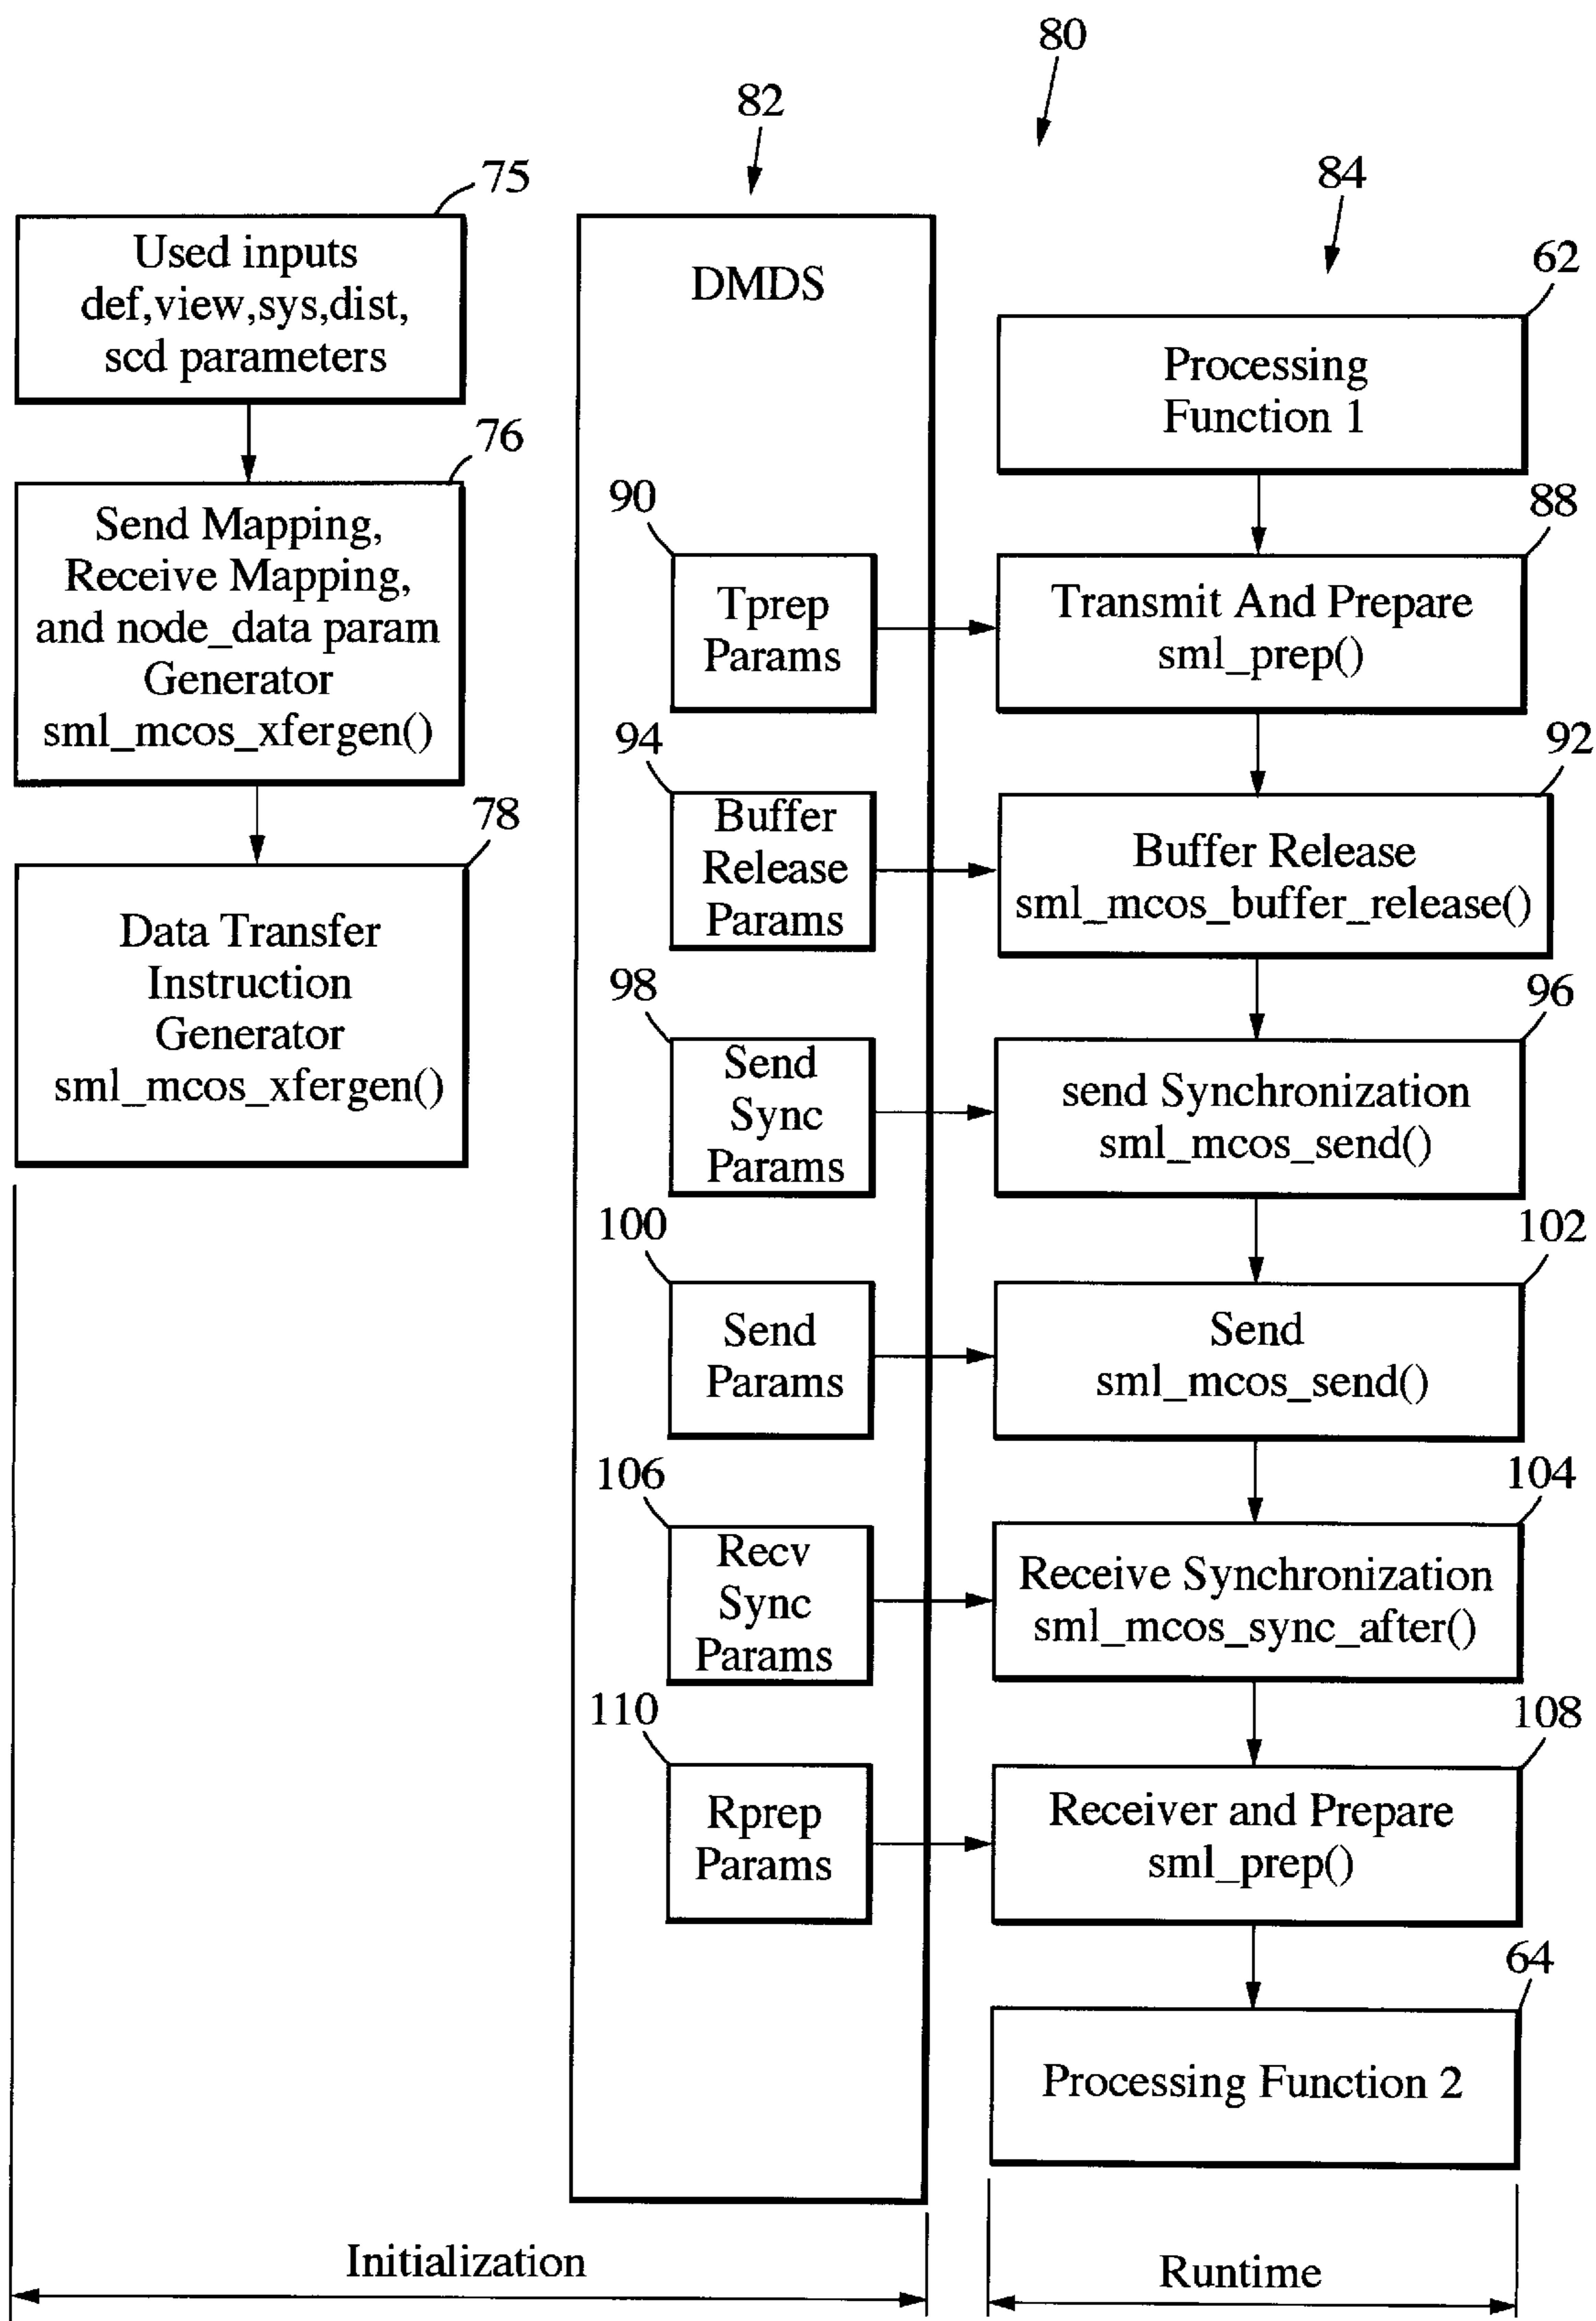 80
82
84
75
Used inputs
def,view,sys,dist,
scd parameters
76
Send Mapping,
Receive Mapping,
and node_data param
Generator
sml_mcos_xfergen()
78
Data Transfer
Instruction
Generator
sml_mcos_xfergen()
DMDS
90
Tprep
Params
94
Buffer
Release
Params
98
Send
Sync
Params
100
Send
Params
106
Recv
Sync
Params
110
Rprep
Params
62
Processing
Function 1
88
Transmit And Prepare
sml_prep()
92
Buffer Release
sml_mcos_buffer_release()
96
send Synchronization
sml_mcos_send()
102
Send
sml_mcos_send()
104
Receive Synchronization
sml_mcos_sync_after()
108
Receiver and Prepare
sml_prep()
64
Processing Function 2
Initialization
Runtime